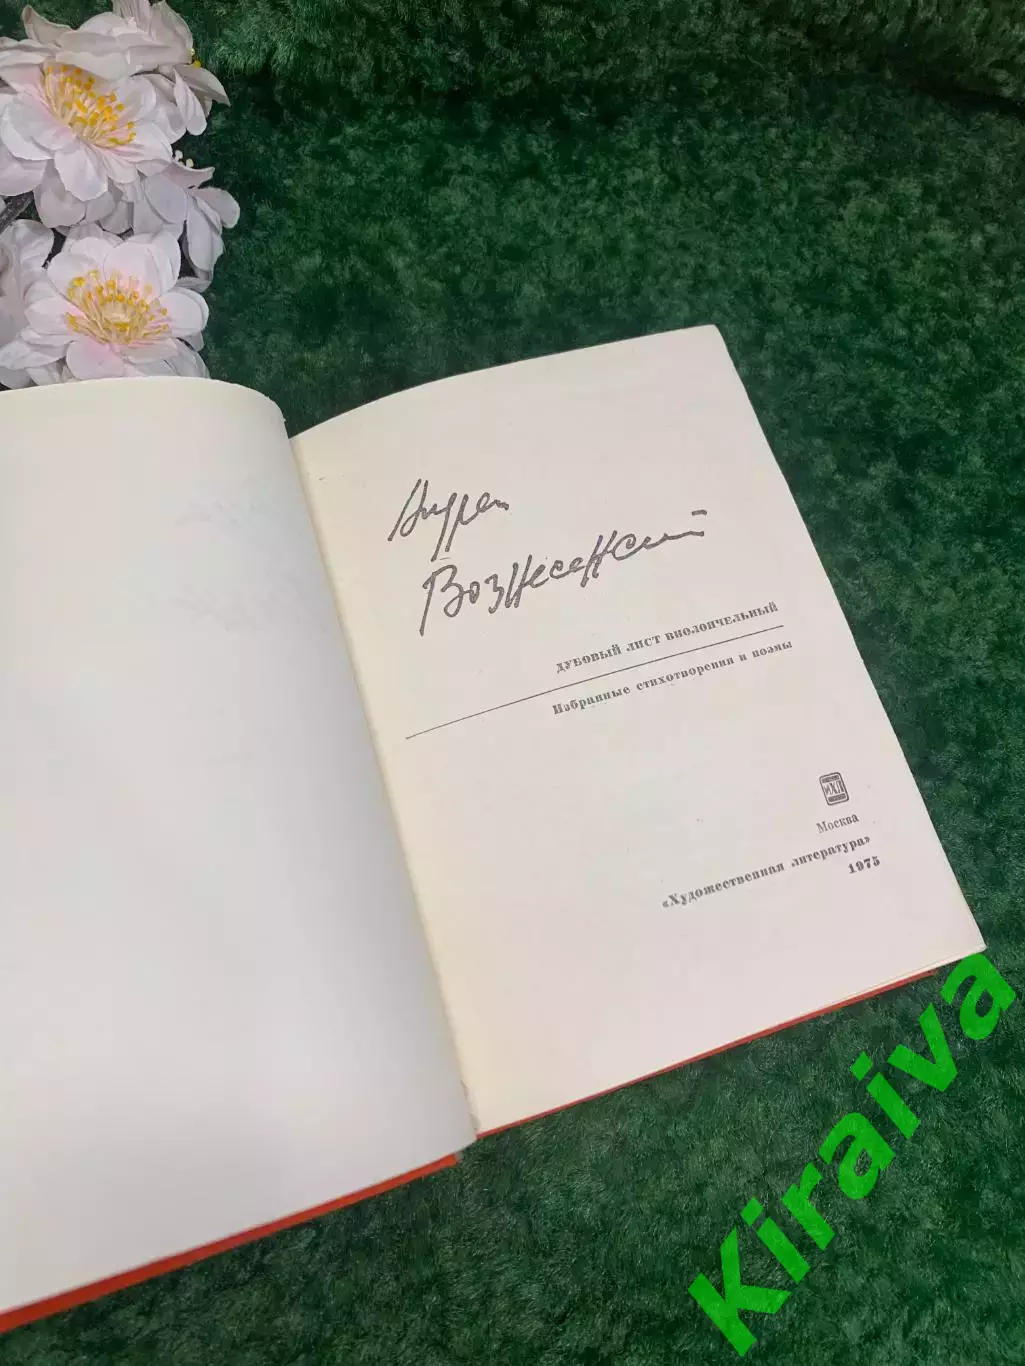 Андрей
Вознесенский
ДУБОВЫЙ ЛИСТ ВИОЛОНЧЕЛЬНЫЙ
Избранные стихотворения и поэмы
ИХЛ
Москва
«Художественная литература»
1975
Kiraiva